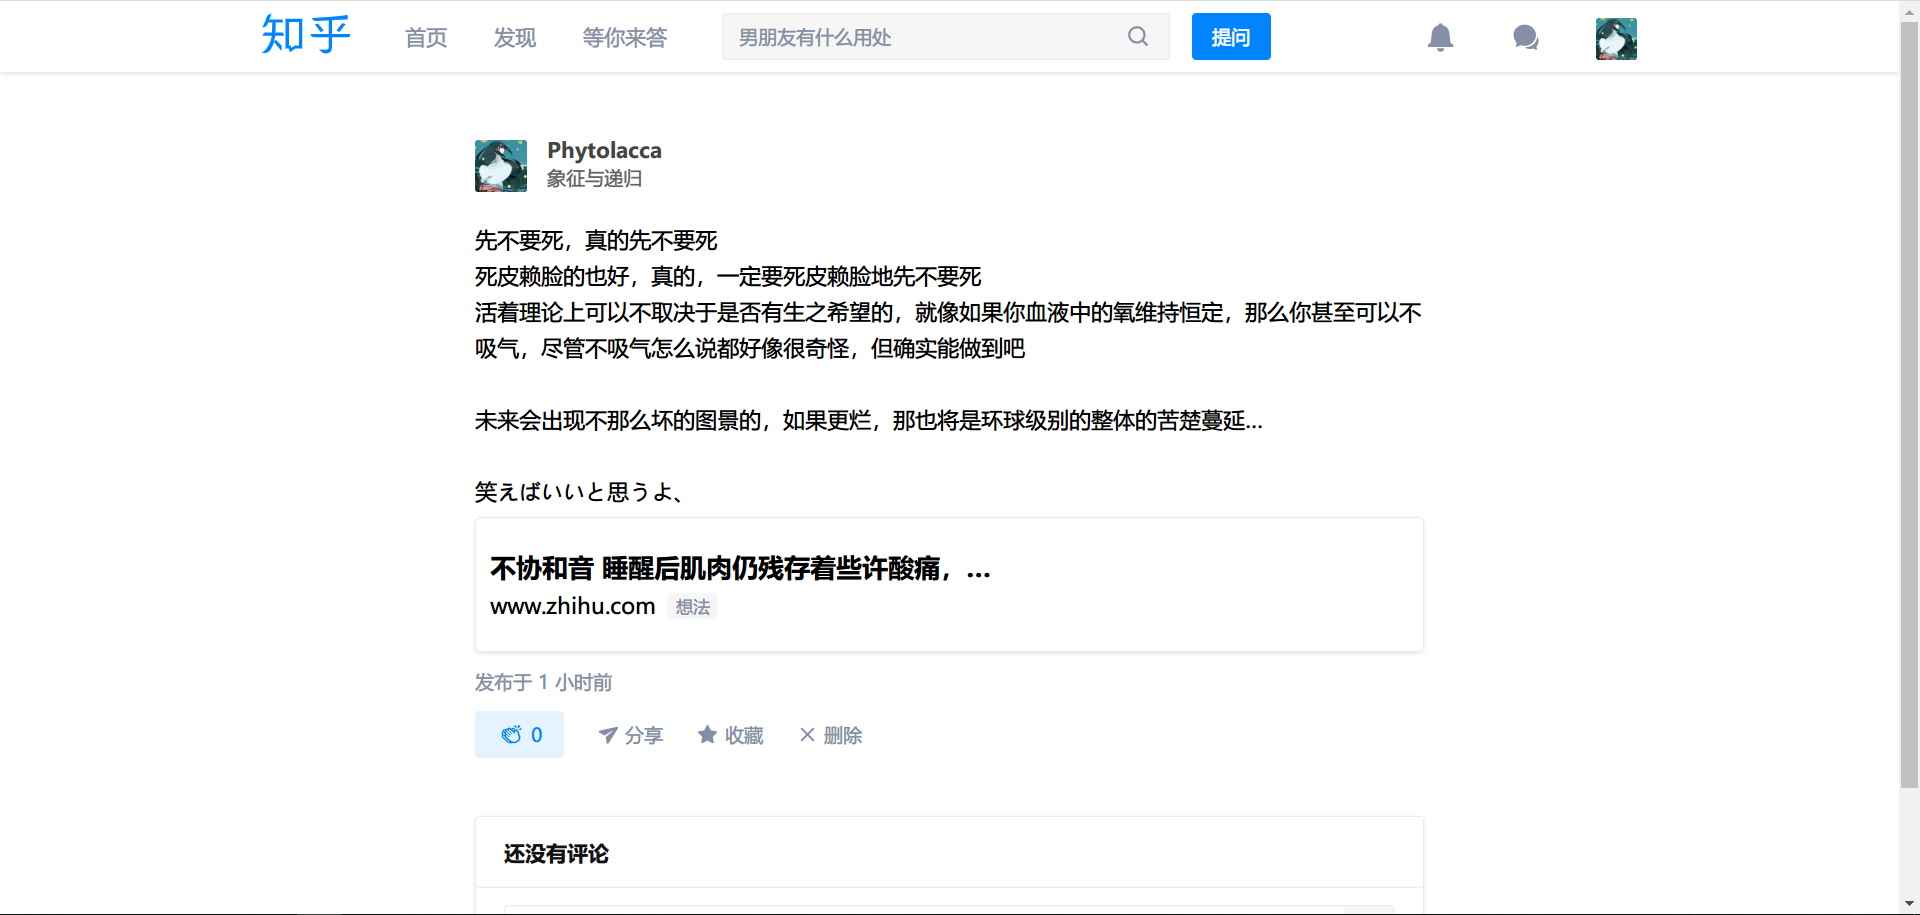 知乎 首页 发现 等你来答 男朋友有什么用处 提问
Phytolacca
象征与递归
先不要死，真的先不要死
死皮赖脸的也好，真的，一定要死皮赖脸地先不要死
活着理论上可以不取决于是否有生之希望的，就像如果你血液中的氧维持恒定，那么你甚至可以不
吸气，尽管不吸气怎么说都好像很奇怪，但确实能做到吧
未来会出现不那么坏的图景的，如果更烂，那也将是环球级别的整体的苦楚蔓延...
笑えばいいと思うよ、
不协和音 睡醒后肌肉仍残存着些许酸痛，...
www.zhihu.com 想法
发布于 1 小时前
0 分享 收藏 删除
还没有评论